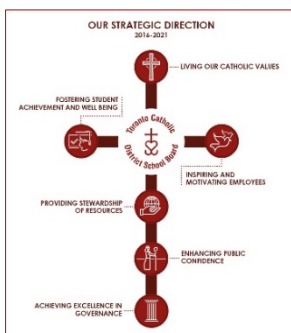 OUR STRATEGIC DIRECTION
2016-2021
LIVING OUR CATHOLIC VALUES
FOSTERING STUDENT
ACHIEVEMENT AND WELL BEING
Toronto Catholic
District School Board
INSPIRING AND
MOTIVATING EMPLOYEES
PROVIDING STEWARDSHIP
OF RESOURCES
ENHANCING PUBLIC
CONFIDENCE
ACHIEVING EXCELLENCE IN
GOVERNANCE